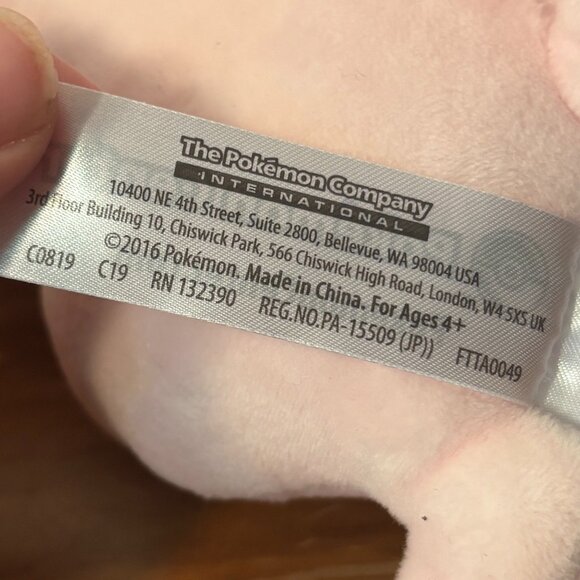 The Pokémon Company
INTERNATIONAL
10400 NE 4th Street, Suite 2800, Bellevue, WA 98004 USA
3rd Floor Building 10, Chiswick Park, 566 Chiswick High Road, London, W4 5XS UK
©2016 Pokémon. Made in China. For Ages 4+
C0819 C19 RN 132390 REG.NO.PA-15509 (JP)) FTTA0049